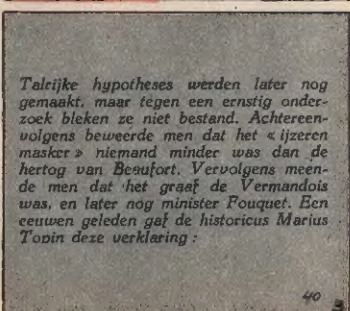 Talrijke hypotheses werden later nog
gemaakt, maar tegen een ernstig onder-
zoek bleken ze niet bestand. Achtereen-
volgens beweerde men dat het « ijzeren
masker » niemand minder was dan de
hertog van Beaufort. Vervolgens meen-
de men dat het graaf de Vermandois
was, en later nog minister Fouquet. Een
eeuwen geleden gaf de historicus Marius
Topin deze verklaring :
40
3